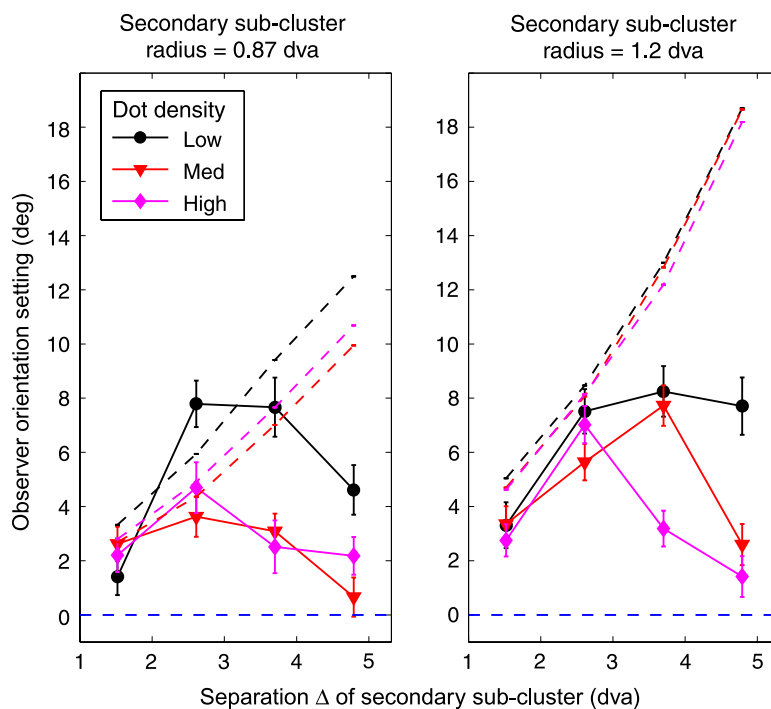 Secondary sub-cluster
radius = 0.87 dva
Secondary sub-cluster
radius = 1.2 dva
Dot density
Low
Med
High
Observer orientation setting (deg)
18
16
14
12
10
8
6
4
2
0
1 2 3 4 5
18
16
14
12
10
8
6
4
2
0
1 2 3 4 5
Separation Δ of secondary sub-cluster (dva)